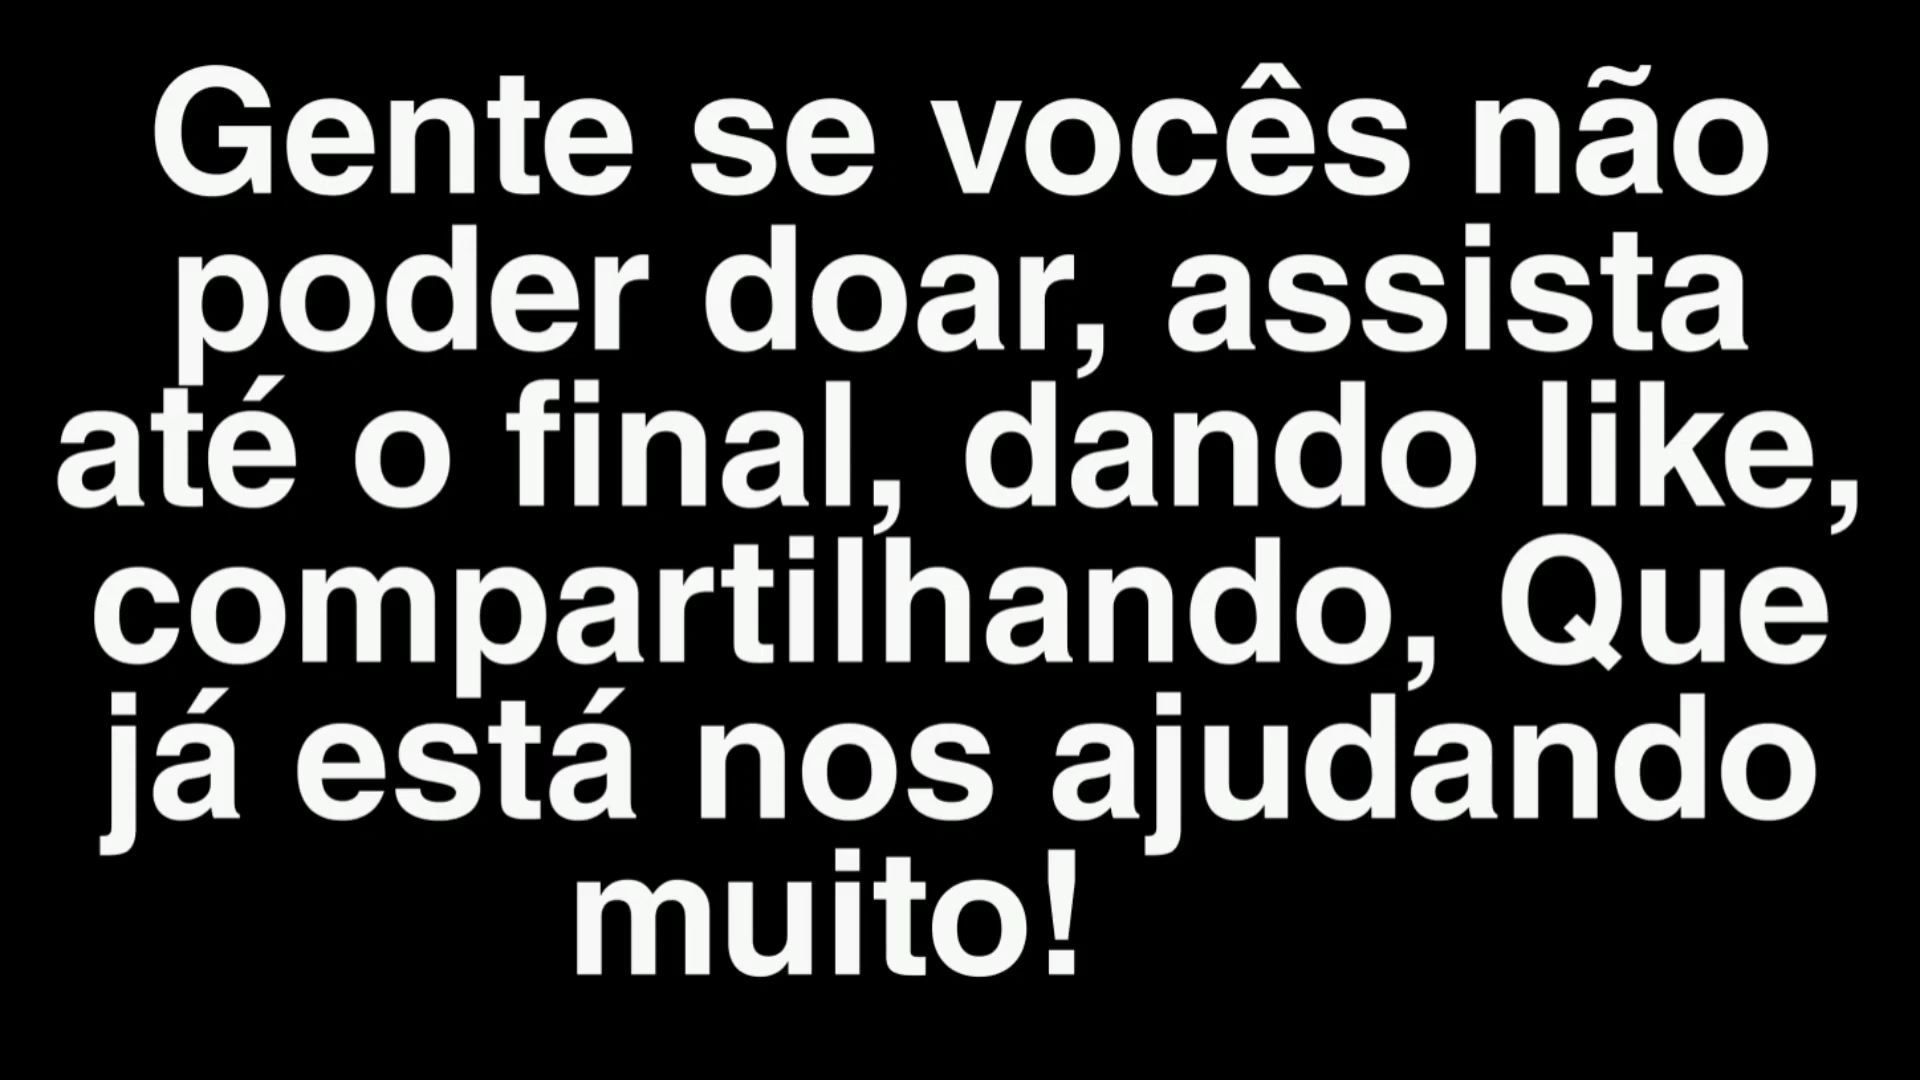 Gente se vocês não
poder doar, assista
até o final, dando like,
compartilhando, Que
já está nos ajudando
muito!